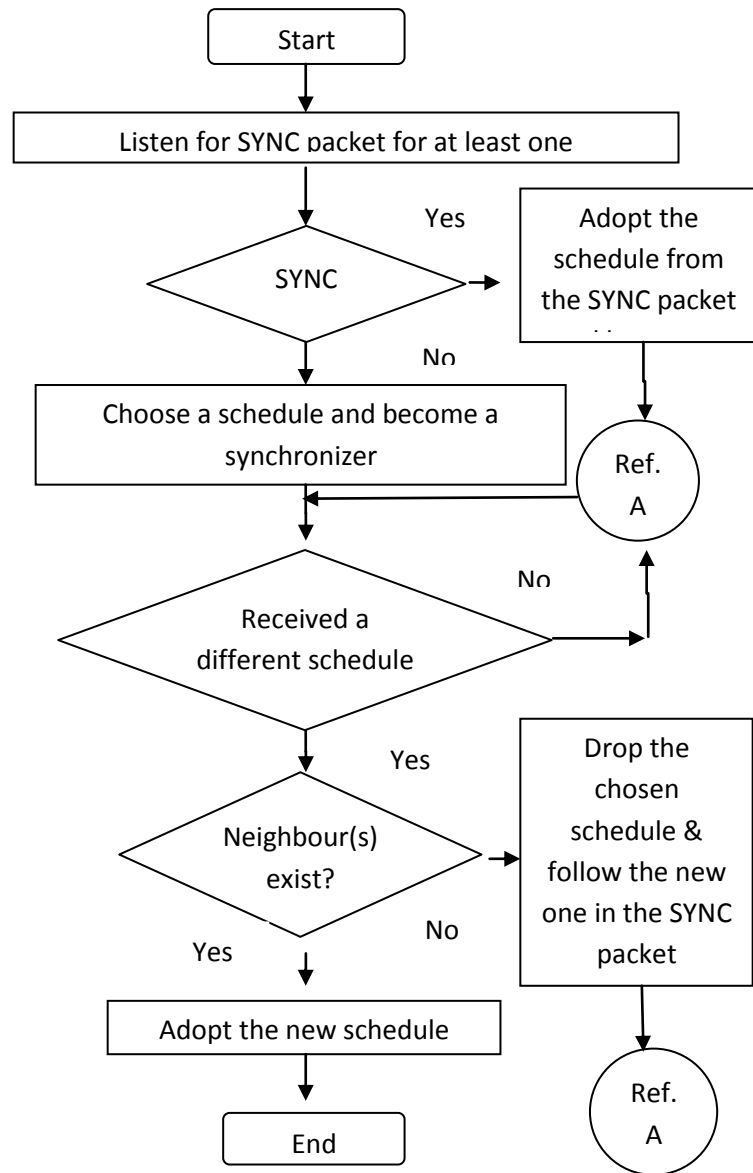 Start
Listen for SYNC packet for at least one
Yes
Adopt the
schedule from
the SYNC packet
SYNC
No
Choose a schedule and become a
synchronizer
Ref.
A
No
Received a
different schedule
Yes
Drop the
chosen
schedule &
follow the new
one in the SYNC
packet
Neighbour(s)
exist?
No
Yes
Adopt the new schedule
Ref.
A
End